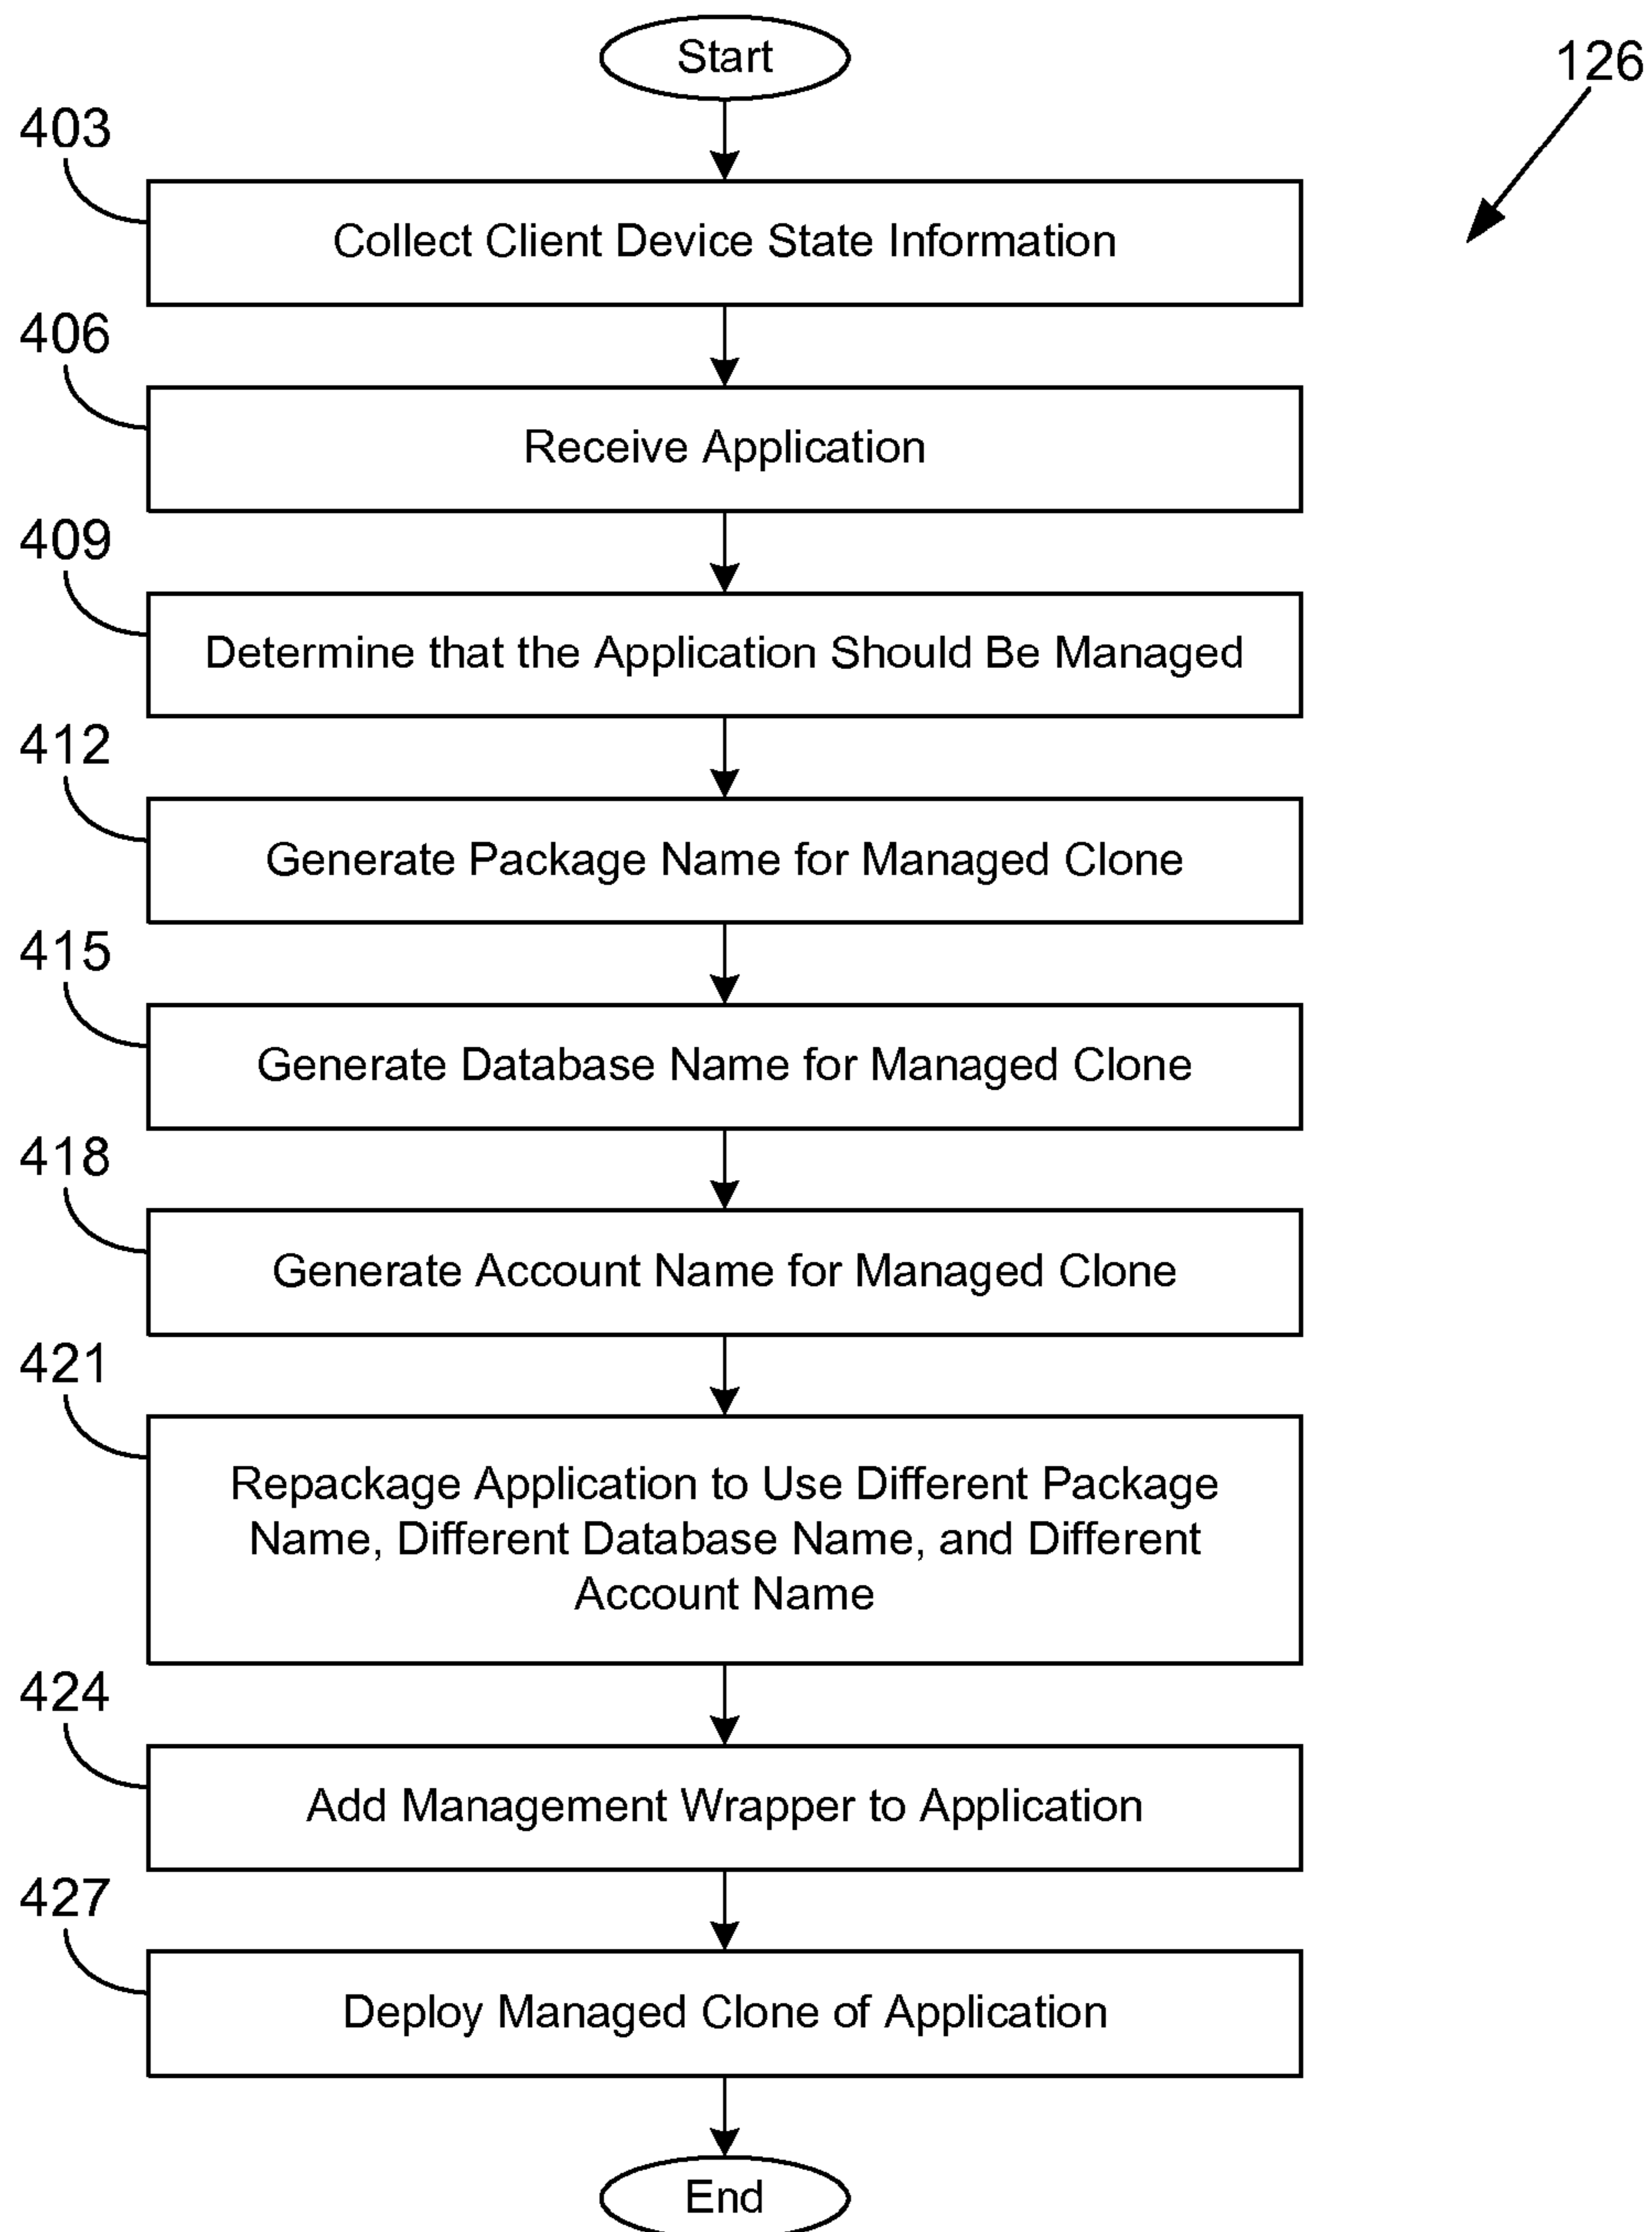 Start
126
403
Collect Client Device State Information
406
Receive Application
409
Determine that the Application Should Be Managed
412
Generate Package Name for Managed Clone
415
Generate Database Name for Managed Clone
418
Generate Account Name for Managed Clone
421
Repackage Application to Use Different Package
Name, Different Database Name, and Different
Account Name
424
Add Management Wrapper to Application
427
Deploy Managed Clone of Application
End